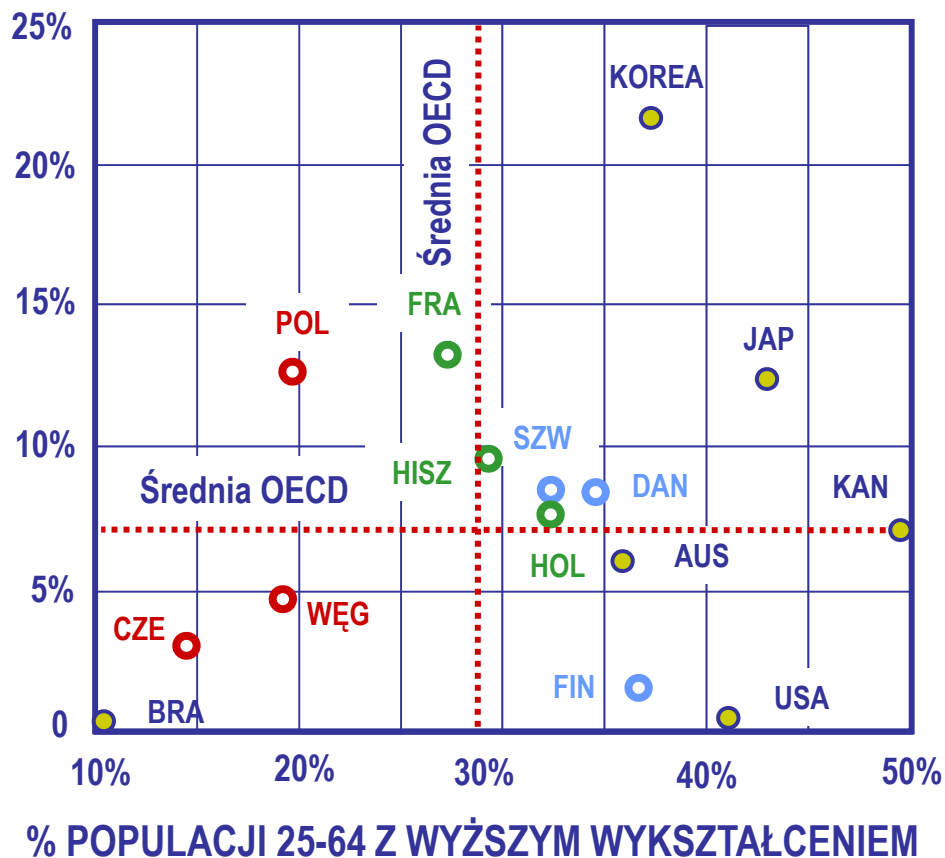 25%
KOREA
Średnia OECD
20%
15%
FRA
POL
JAP
10%
SZW
HISZ
DAN
KAN
Średnia OECD
HOL
AUS
5%
WĘG
CZE
FIN
USA
BRA
0
10%
20%
30%
40%
50%
% POPULACJI 25-64 Z WYŻSZYM WYKSZTAŁCENIEM